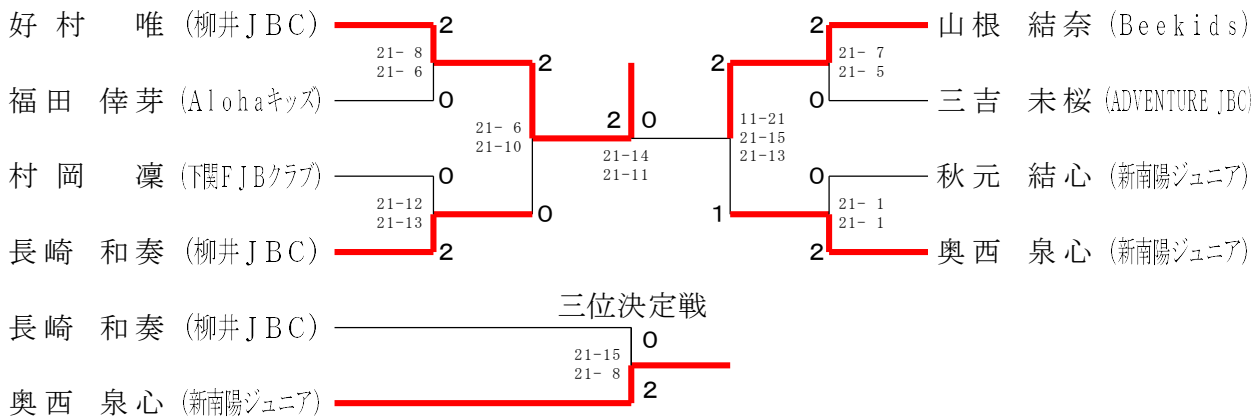 好村 唯 (柳井JBC)
2
21- 8
21- 6
2
福田 倖芽 (Alohaキッズ)
0
21- 6
21-10
村岡 凜 (下関FJBクラブ)
0
21-12
21-13
0
長崎 和奏 (柳井JBC)
2
2 0
21-14
21-11
2
山根 結奈 (Beekids)
2
21- 7
21- 5
0
三吉 未桜 (ADVENTURE JBC)
11-21
21-15
21-13
0
秋元 結心 (新南陽ジュニア)
1
21- 1
21- 1
2
奥西 泉心 (新南陽ジュニア)
三位決定戦
長崎 和奏 (柳井JBC)
0
21-15
21- 8
2
奥西 泉心 (新南陽ジュニア)